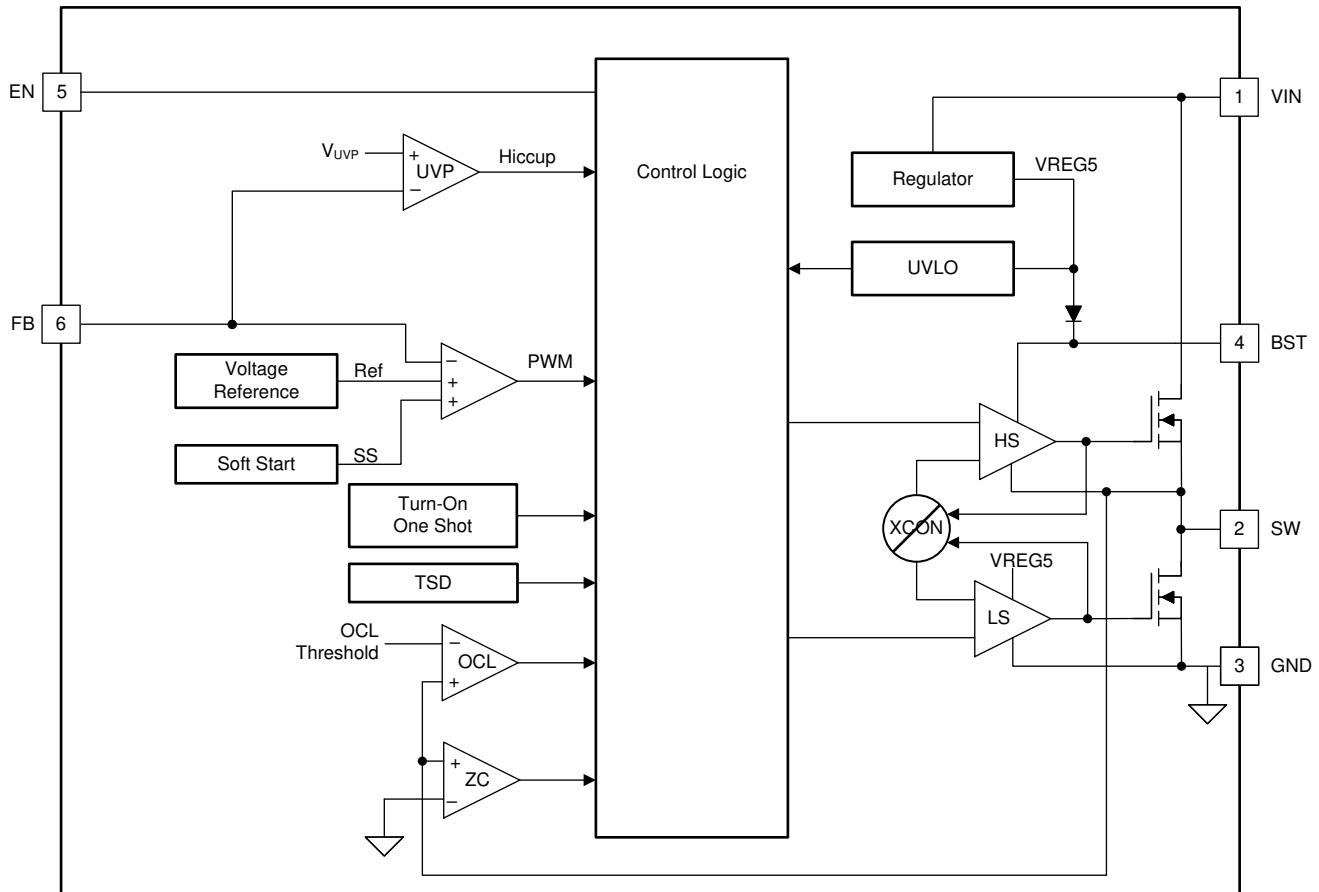 EN
5
1
VIN
VUVP
+
UVP
−
Hiccup
Control Logic
Regulator
VREG5
UVLO
FB
6
4
BST
Voltage
Reference
Ref
−
+
+
PWM
Soft Start
SS
HS
Turn-On
One Shot
XCON
2
SW
TSD
VREG5
LS
OCL
Threshold
−
OCL
+
3
GND
+
ZC
−